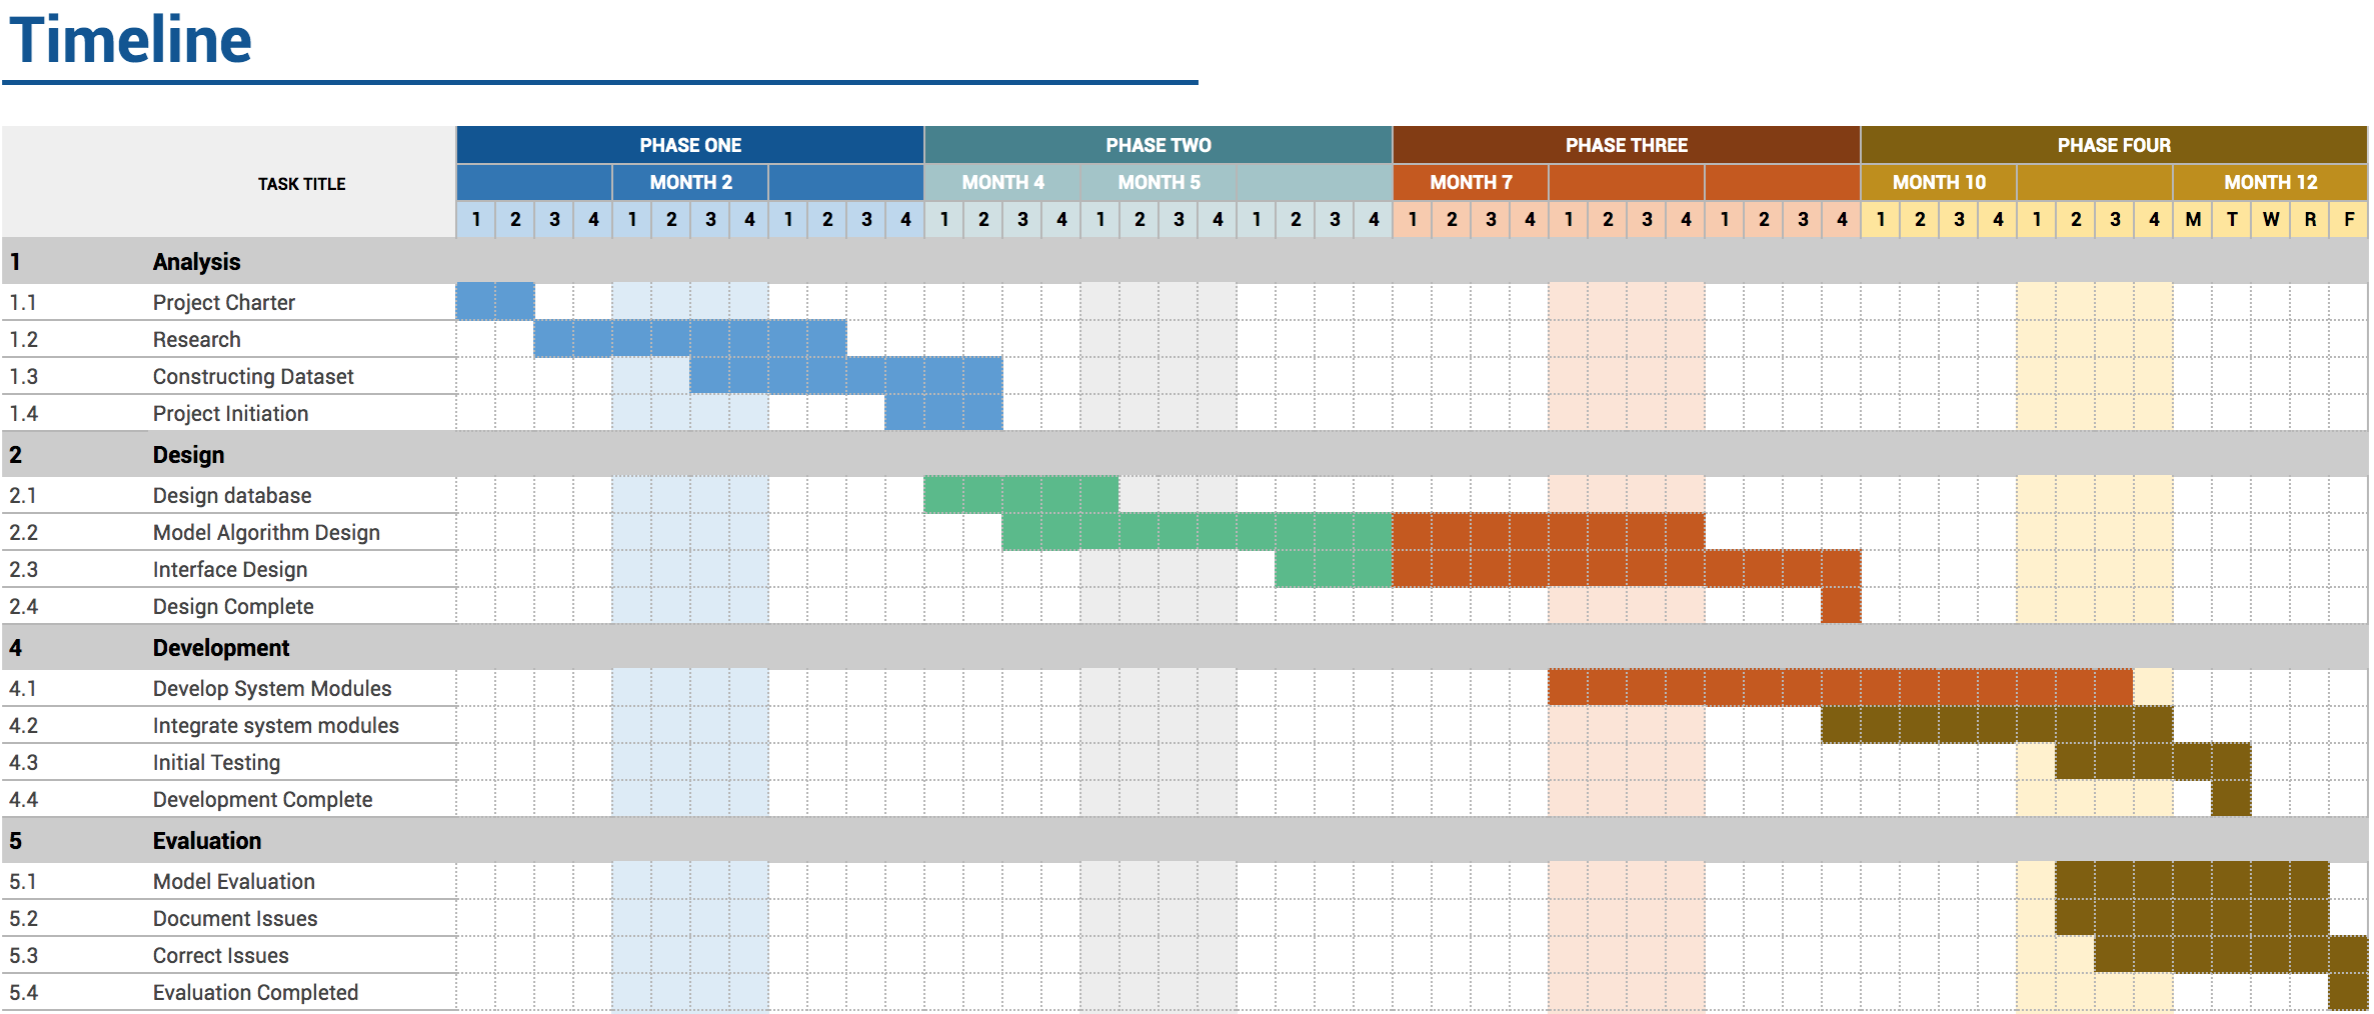 Timeline
TASK TITLE
PHASE ONE PHASE TWO PHASE THREE PHASE FOUR
MONTH 2 MONTH 4 MONTH 5 MONTH 7 MONTH 10 MONTH 12
1 2 3 4 1 2 3 4 1 2 3 4 1 2 3 4 1 2 3 4 1 2 3 4 1 2 3 4 1 2 3 4 1 2 3 4 1 2 3 4 1 2 3 4 M T W R F
1 Analysis
1.1 Project Charter
1.2 Research
1.3 Constructing Dataset
1.4 Project Initiation
2 Design
2.1 Design database
2.2 Model Algorithm Design
2.3 Interface Design
2.4 Design Complete
4 Development
4.1 Develop System Modules
4.2 Integrate system modules
4.3 Initial Testing
4.4 Development Complete
5 Evaluation
5.1 Model Evaluation
5.2 Document Issues
5.3 Correct Issues
5.4 Evaluation Completed